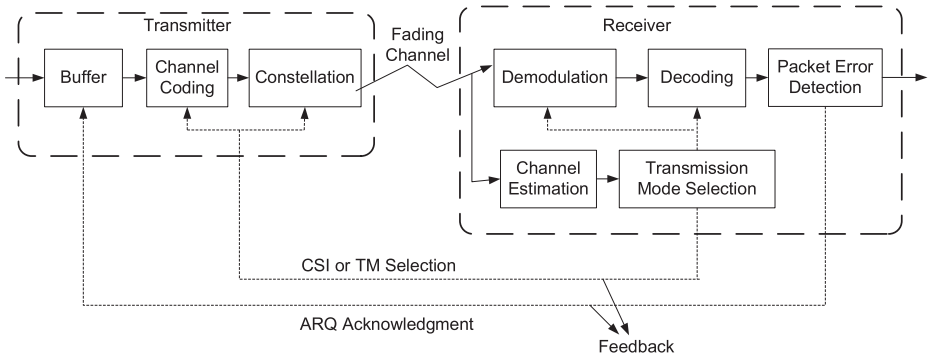 Transmitter
Receiver
Fading
Channel
Buffer
Channel
Coding
Constellation
Demodulation
Decoding
Packet Error
Detection
Channel
Estimation
Transmission
Mode Selection
CSI or TM Selection
ARQ Acknowledgment
Feedback